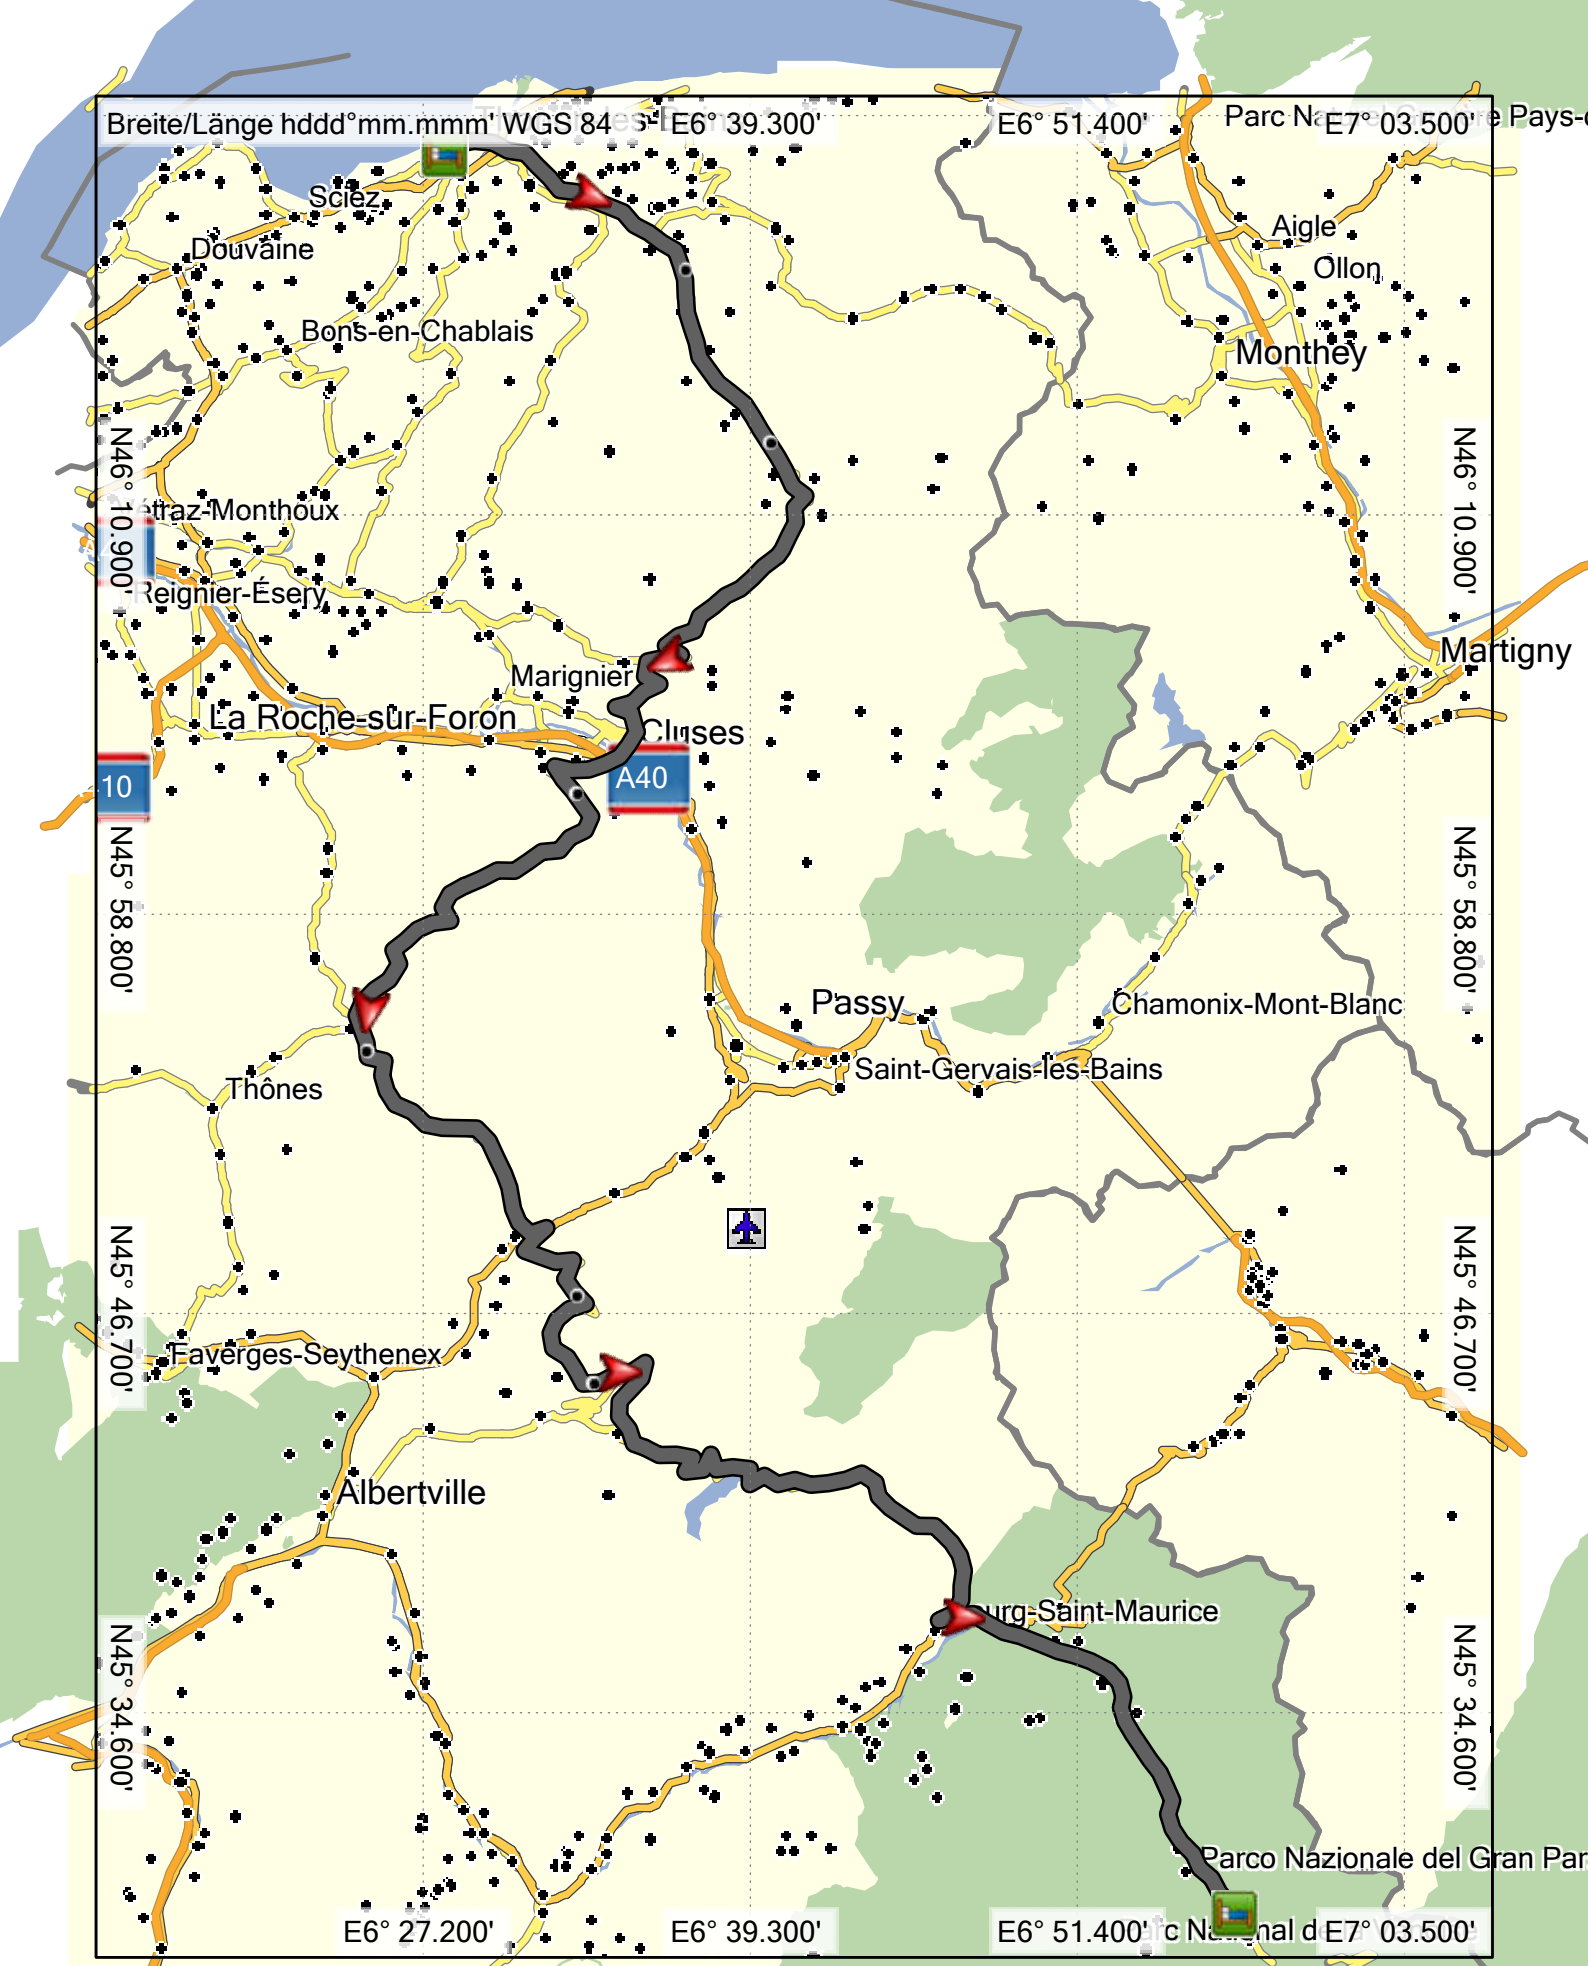 Breite/Länge hddd°mm.mmm' WGS 84
E6° 39.300'
E6° 51.400'
E7° 03.500'
Parc
Pays-d
Sciez
Douvaine
Aigle
Ollon
Bons-en-Chablais
Monthey
N46° 10.900'
N46° 10.900'
étraz-Monthoux
Reignier-Ésery
Marignier
Martigny
La Roche-sur-Foron
Cluses
A40
10
N45° 58.800'
N45° 58.800'
Passy
Chamonix-Mont-Blanc
Saint-Gervais-les-Bains
Thônes
N45° 46.700'
N45° 46.700'
Faverges-Seythenex
Albertville
urg-Saint-Maurice
N45° 34.600'
N45° 34.600'
Parco Nazionale del Gran Par
E6° 27.200'
E6° 39.300'
E6° 51.400'
E7° 03.500'